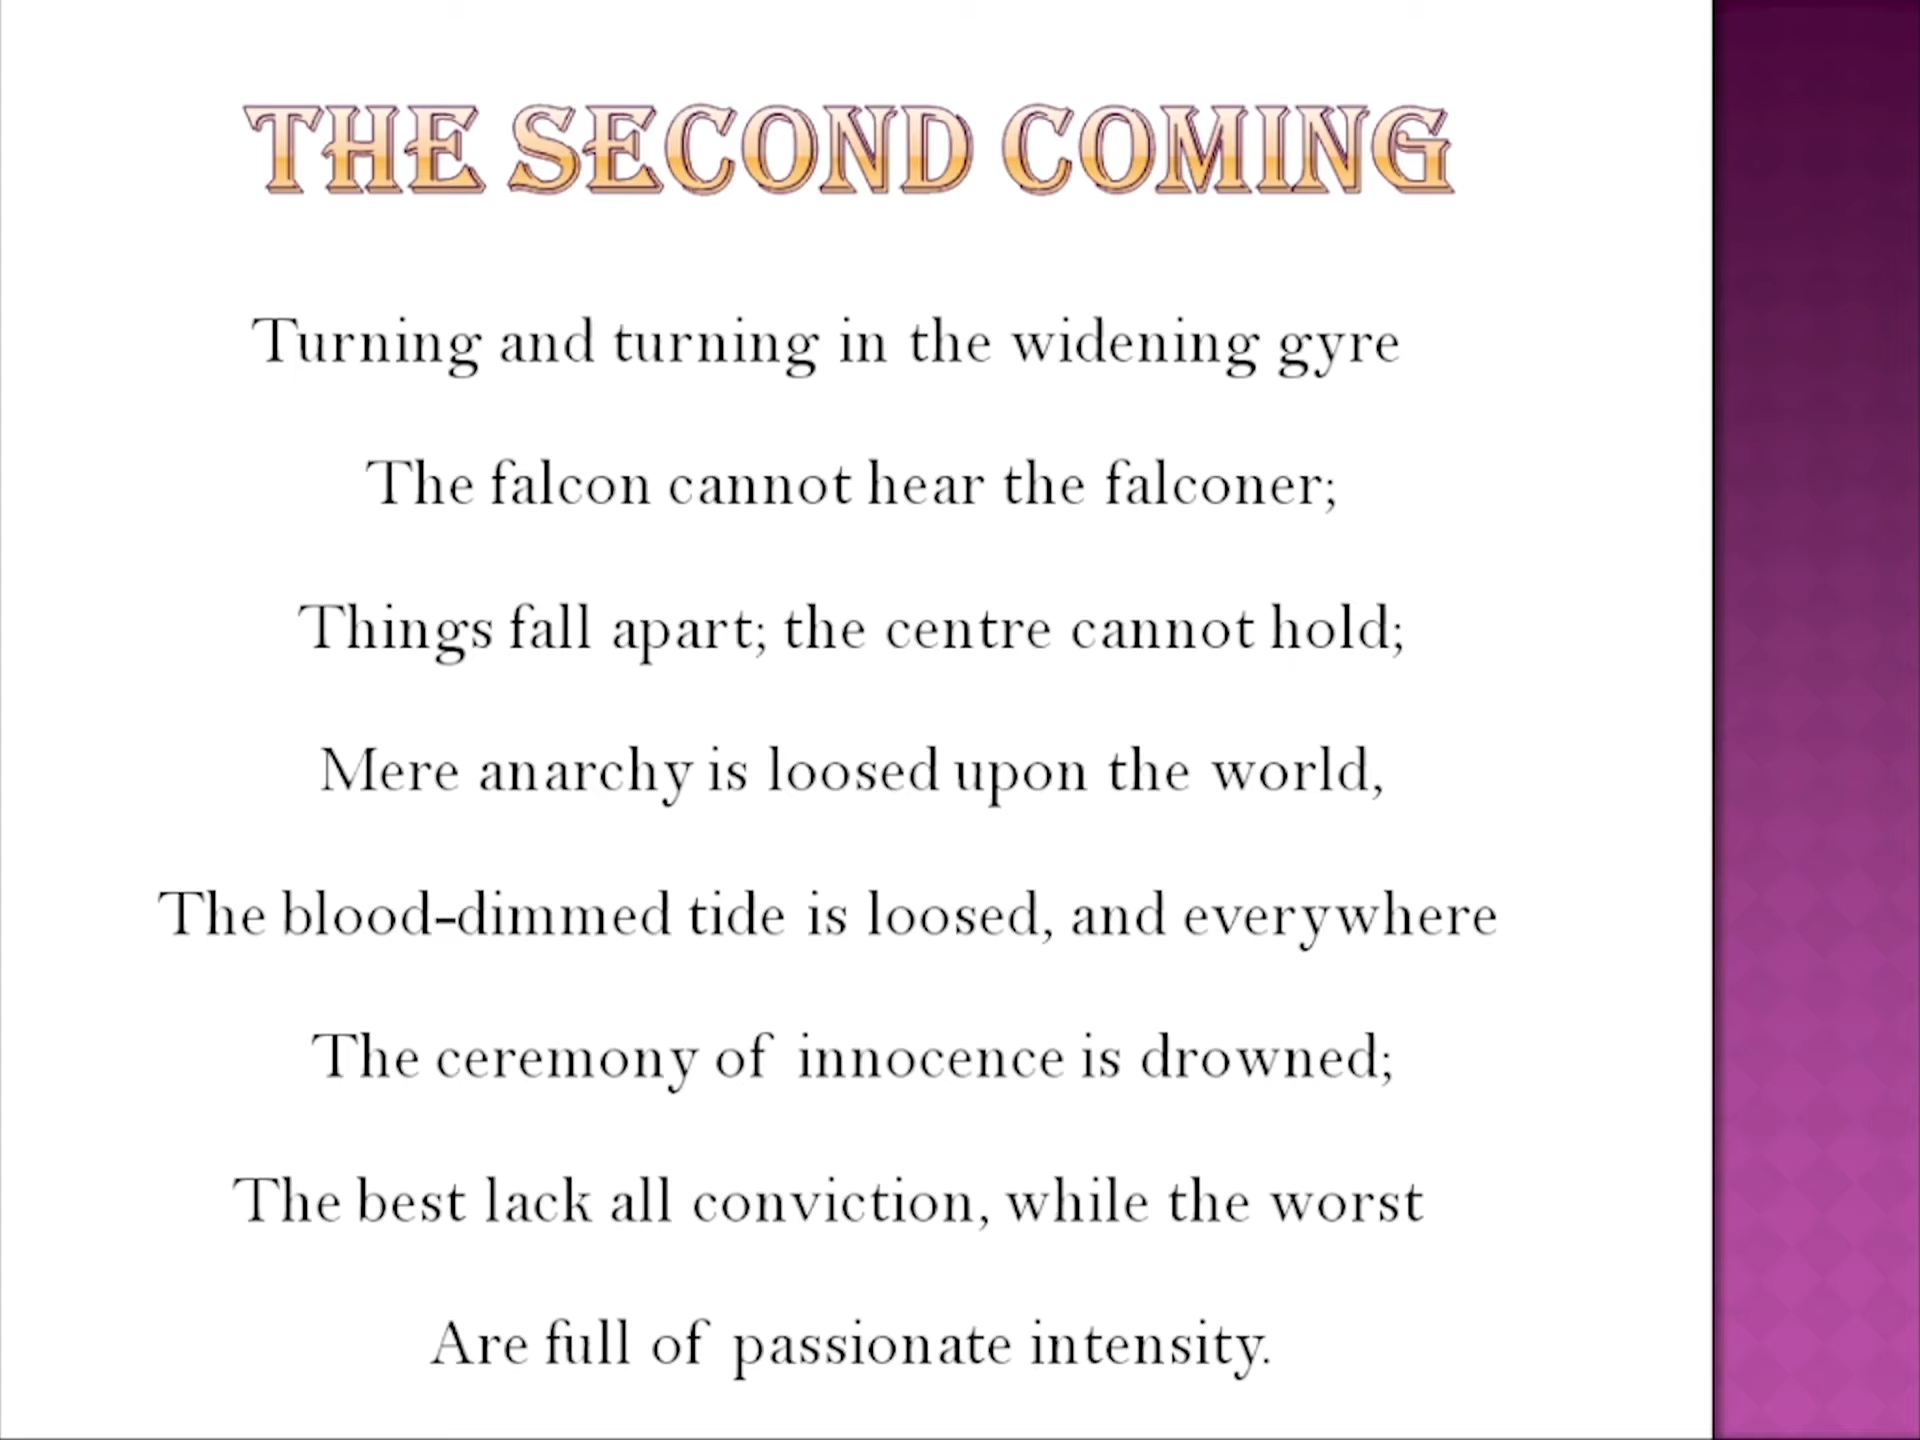 THE SECOND COMING
Turning and turning in the widening gyre
The falcon cannot hear the falconer;
Things fall apart; the centre cannot hold;
Mere anarchy is loosed upon the world,
The blood-dimmed tide is loosed, and everywhere
The ceremony of innocence is drowned;
The best lack all conviction, while the worst
Are full of passionate intensity.